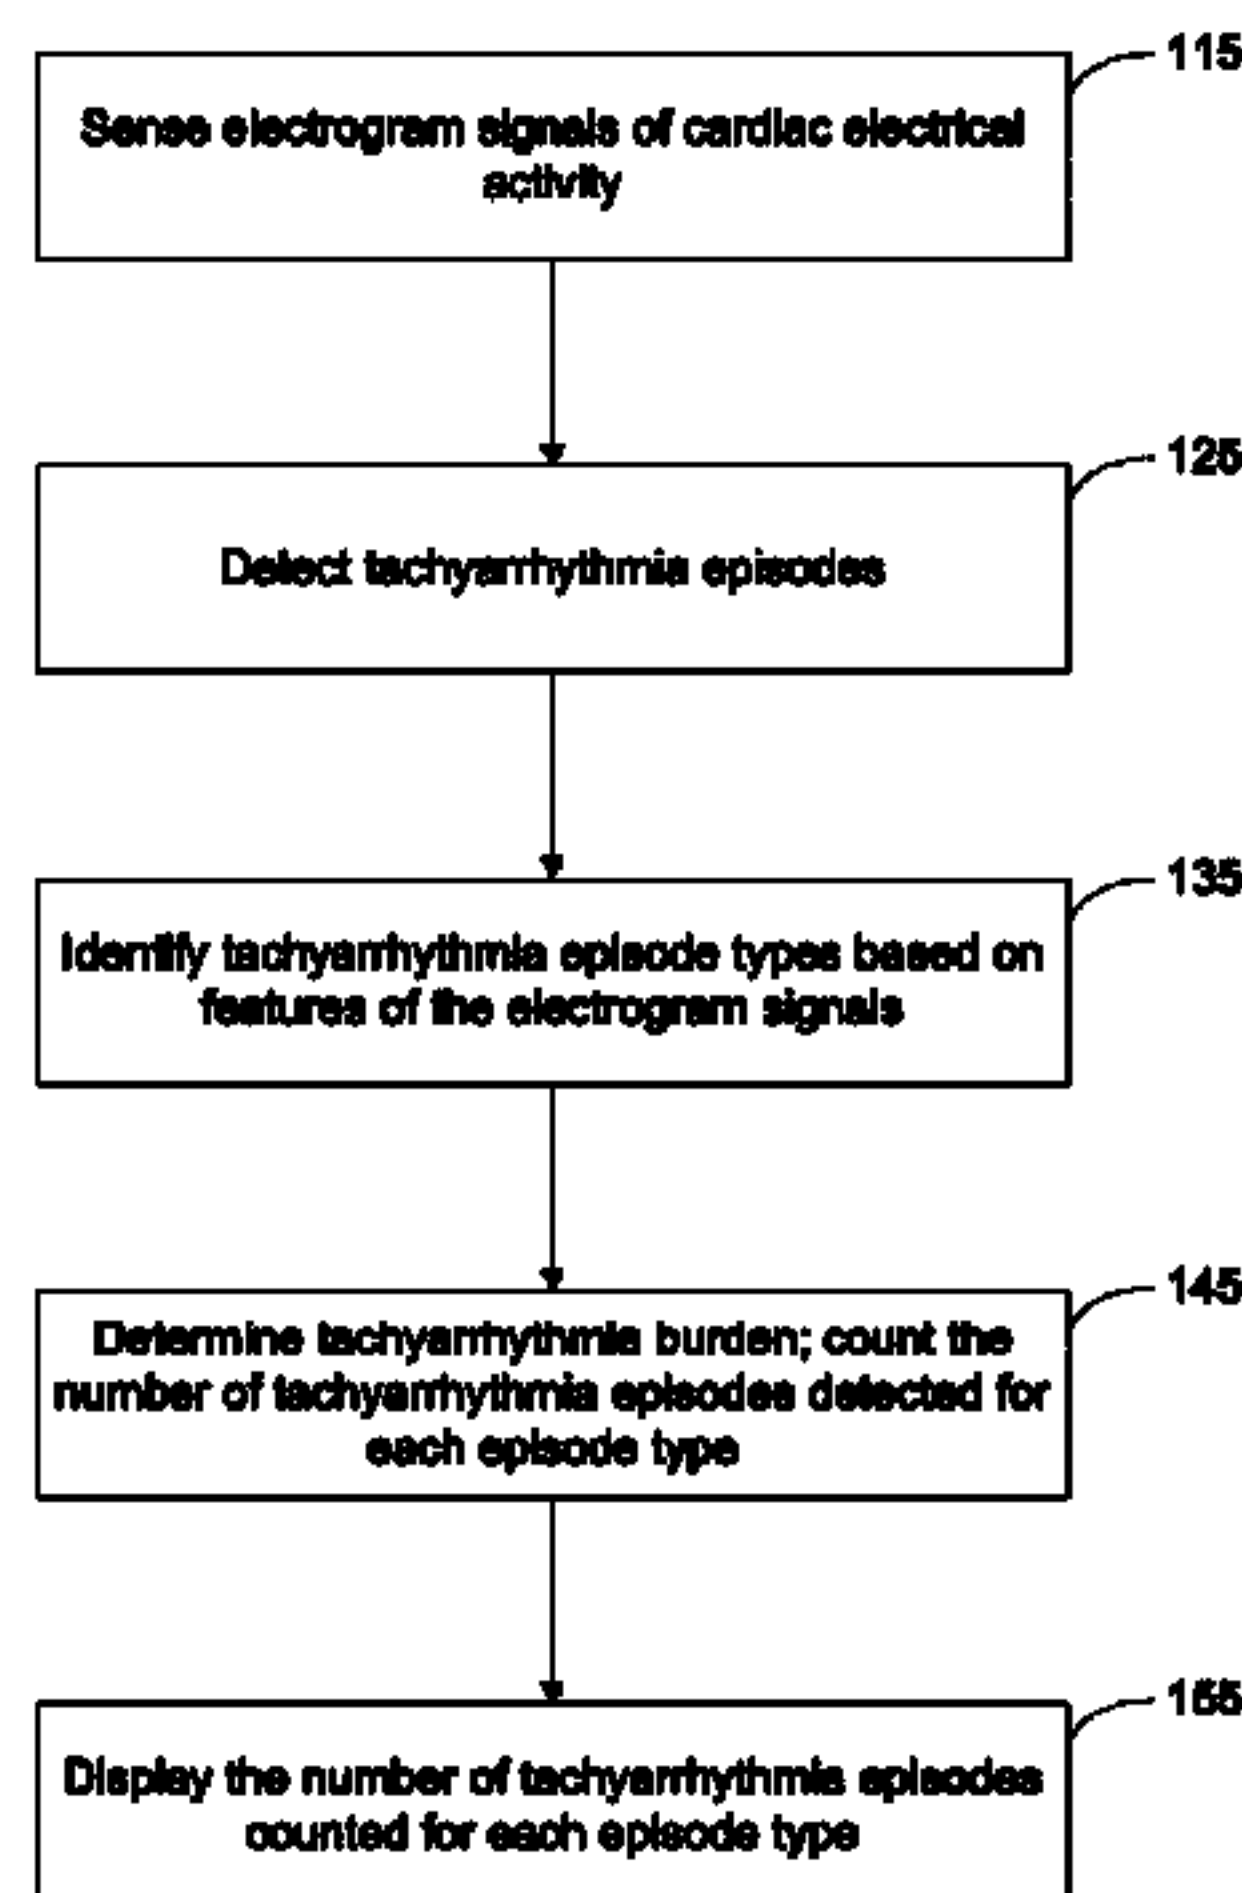 115
Sense electrogram signals of cardiac electrical
activity
125
Detect tachyarrhythmia episodes
135
Identify tachyarrhythmia episode types based on
features of the electrogram signals
145
Determine tachyarrhythmia burden; count the
number of tachyarrhythmia episodes detected for
each episode type
155
Display the number of tachyarrhythmia episodes
counted for each episode type